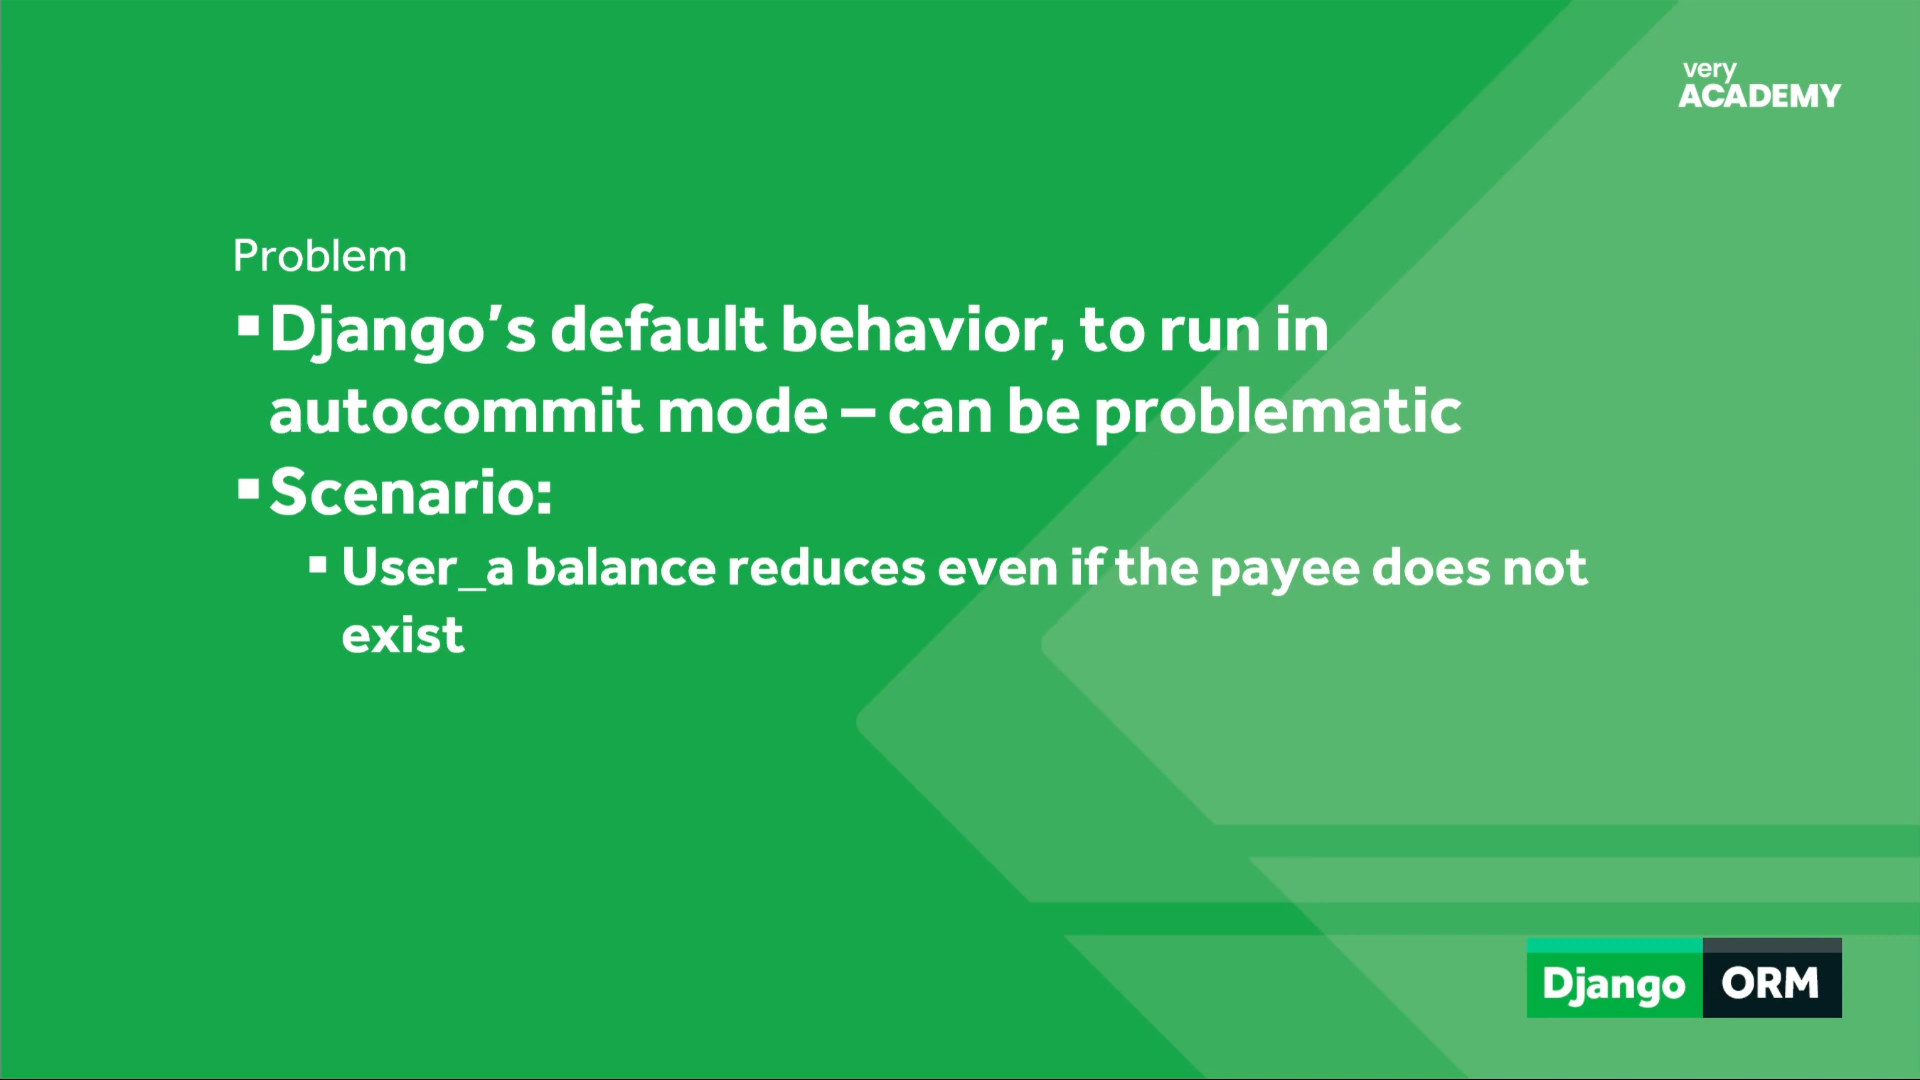 very
ACADEMY
Problem
▪Django’s default behavior, to run in
autocommit mode – can be problematic
▪Scenario:
▪ User_a balance reduces even if the payee does not
exist
Django ORM